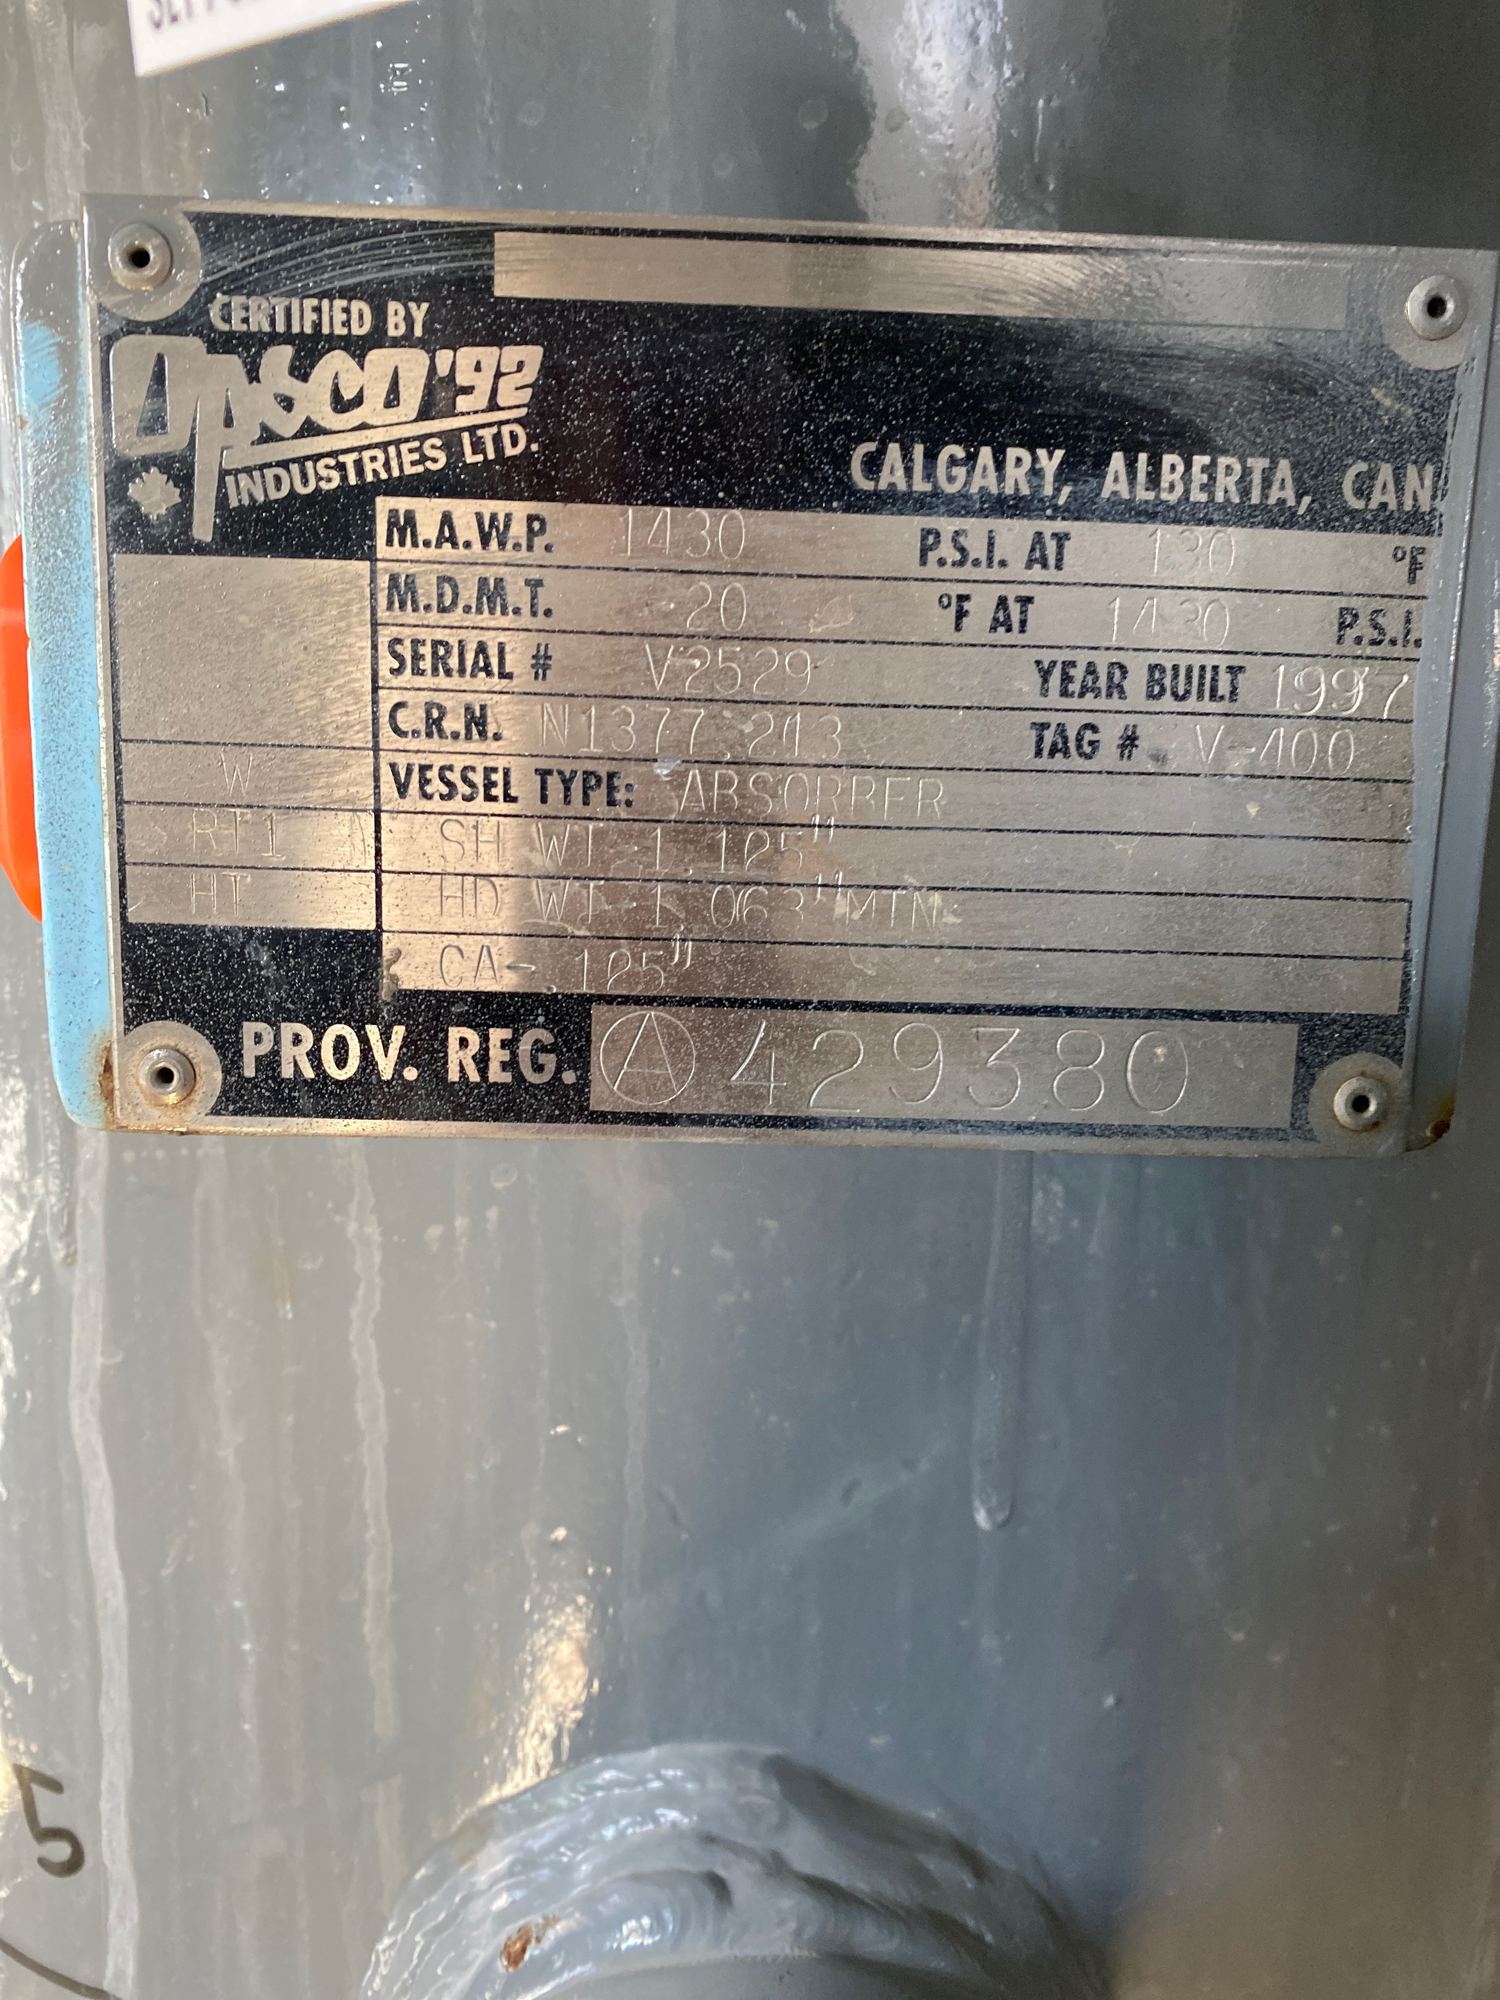 CERTIFIED BY
OPSCO '92
INDUSTRIES LTD.
CALGARY, ALBERTA, CAN
M.A.W.P. 1430 P.S.I. AT 130 °F
M.D.M.T. 20 °F AT 1430 P.S.I.
SERIAL # V2529 YEAR BUILT 1997
C.R.N. N1377.213 TAG # V-400
W VESSEL TYPE: ABSORBER
RT1 SH WT 1.125"
HT HD WT 1.063" MIN
CA-.125"
PROV. REG. Ⓐ 429380
5